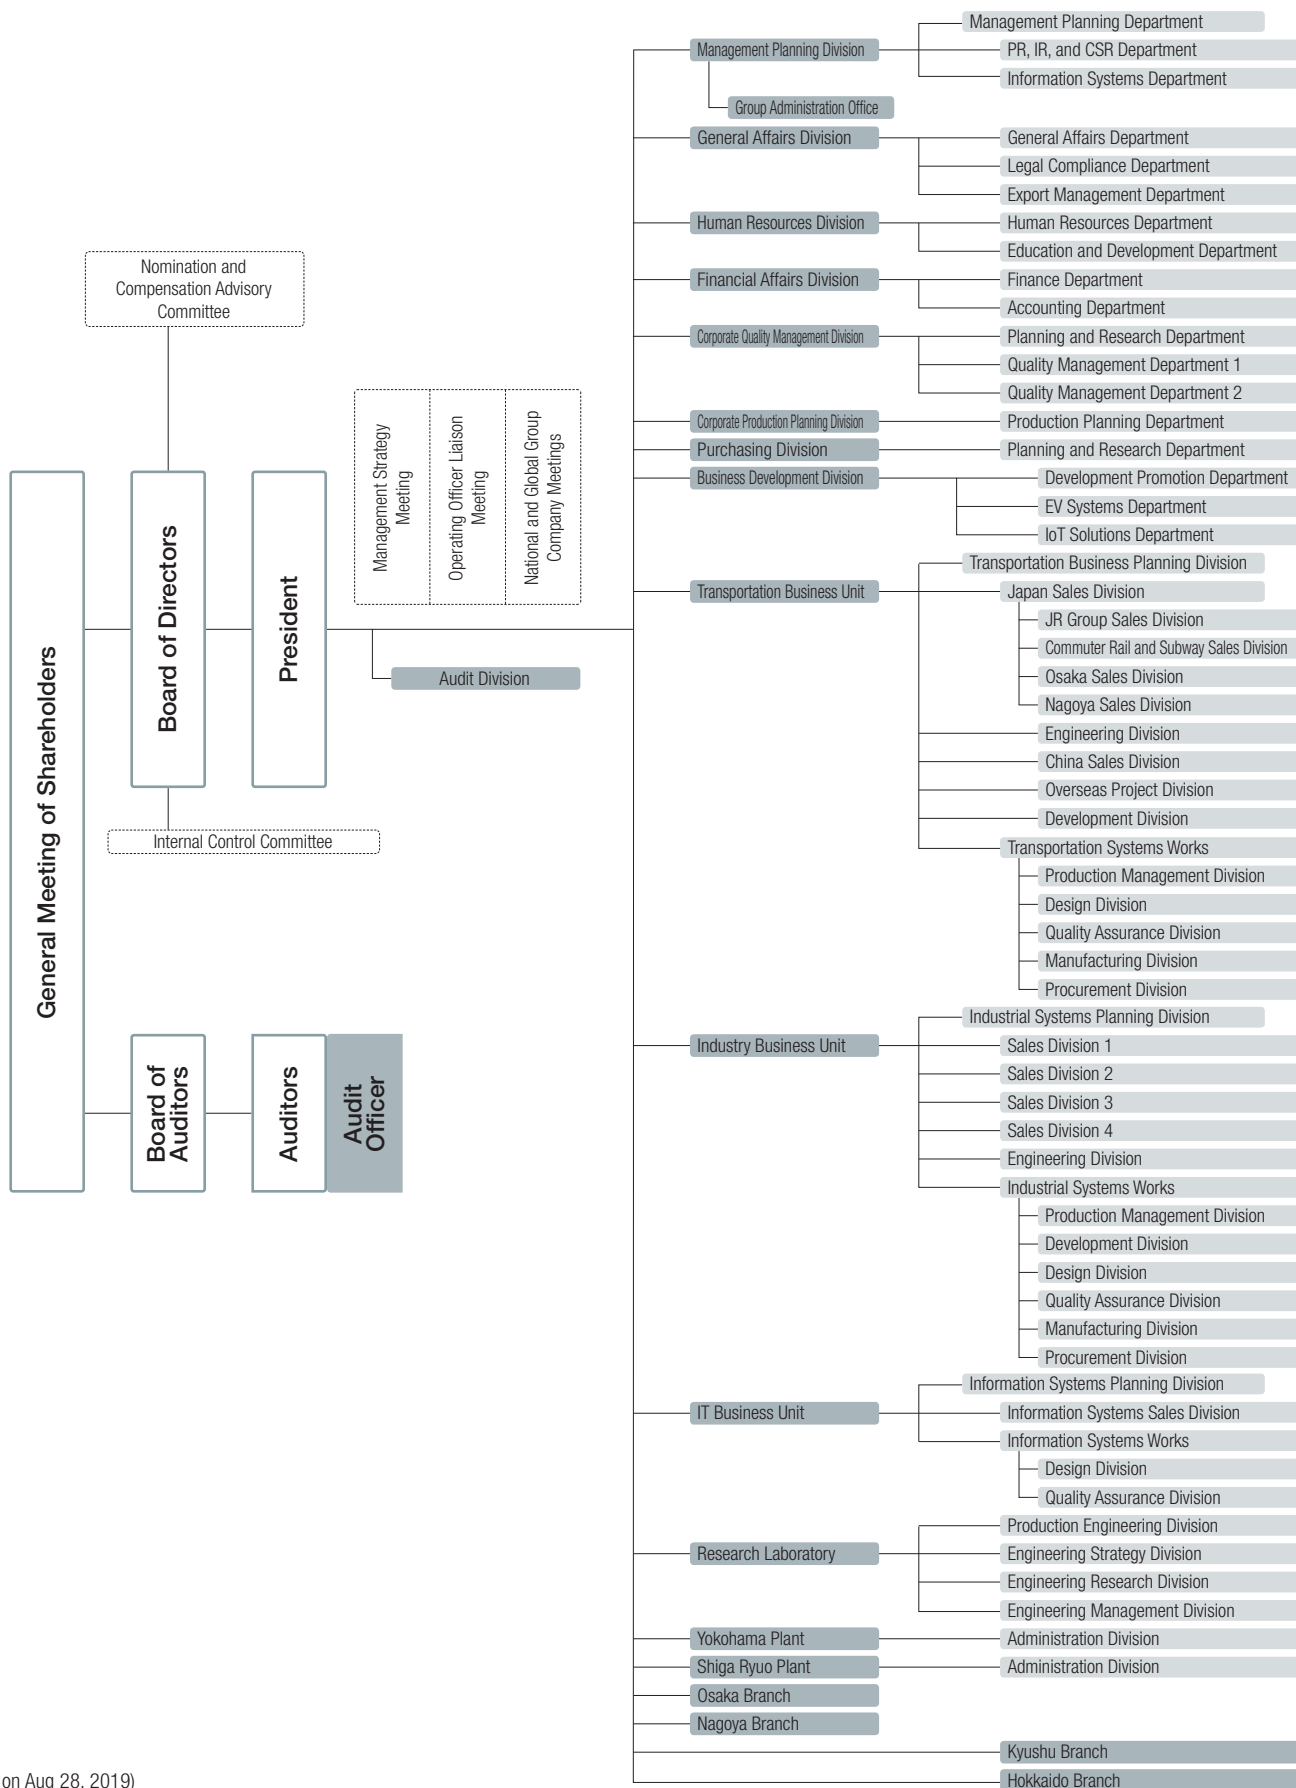 Nomination and
Compensation Advisory
Committee
General Meeting of Shareholders
Board of Directors
President
Management Strategy
Meeting
Operating Officer Liaison
Meeting
National and Global Group
Company Meetings
Audit Division
Internal Control Committee
Board of
Auditors
Auditors
Audit
Officer
Management Planning Division
Group Administration Office
Management Planning Department
PR, IR, and CSR Department
Information Systems Department
General Affairs Division
General Affairs Department
Legal Compliance Department
Export Management Department
Human Resources Division
Human Resources Department
Education and Development Department
Financial Affairs Division
Finance Department
Accounting Department
Corporate Quality Management Division
Planning and Research Department
Quality Management Department 1
Quality Management Department 2
Corporate Production Planning Division
Production Planning Department
Purchasing Division
Planning and Research Department
Business Development Division
Development Promotion Department
EV Systems Department
IoT Solutions Department
Transportation Business Unit
Transportation Business Planning Division
Japan Sales Division
JR Group Sales Division
Commuter Rail and Subway Sales Division
Osaka Sales Division
Nagoya Sales Division
Engineering Division
China Sales Division
Overseas Project Division
Development Division
Transportation Systems Works
Production Management Division
Design Division
Quality Assurance Division
Manufacturing Division
Procurement Division
Industry Business Unit
Industrial Systems Planning Division
Sales Division 1
Sales Division 2
Sales Division 3
Sales Division 4
Engineering Division
Industrial Systems Works
Production Management Division
Development Division
Design Division
Quality Assurance Division
Manufacturing Division
Procurement Division
IT Business Unit
Information Systems Planning Division
Information Systems Sales Division
Information Systems Works
Design Division
Quality Assurance Division
Research Laboratory
Production Engineering Division
Engineering Strategy Division
Engineering Research Division
Engineering Management Division
Yokohama Plant
Administration Division
Shiga Ryuo Plant
Administration Division
Osaka Branch
Nagoya Branch
Kyushu Branch
Hokkaido Branch
on Aug 28, 2019)